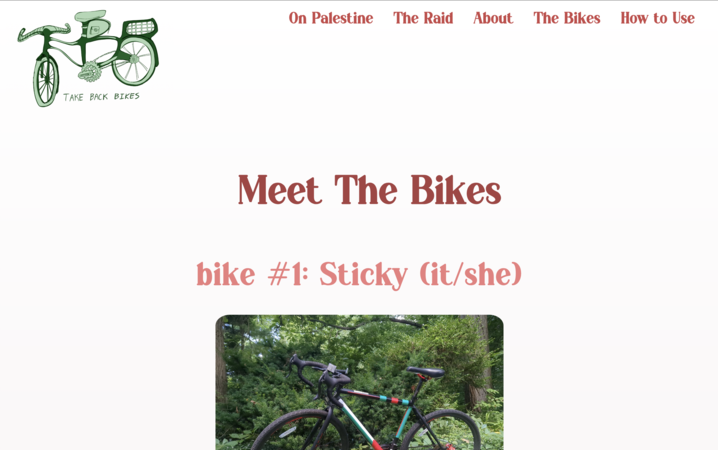 On Palestine The Raid About The Bikes How to Use
TAKE BACK BIKES
Meet The Bikes
bike #1: Sticky (it/she)